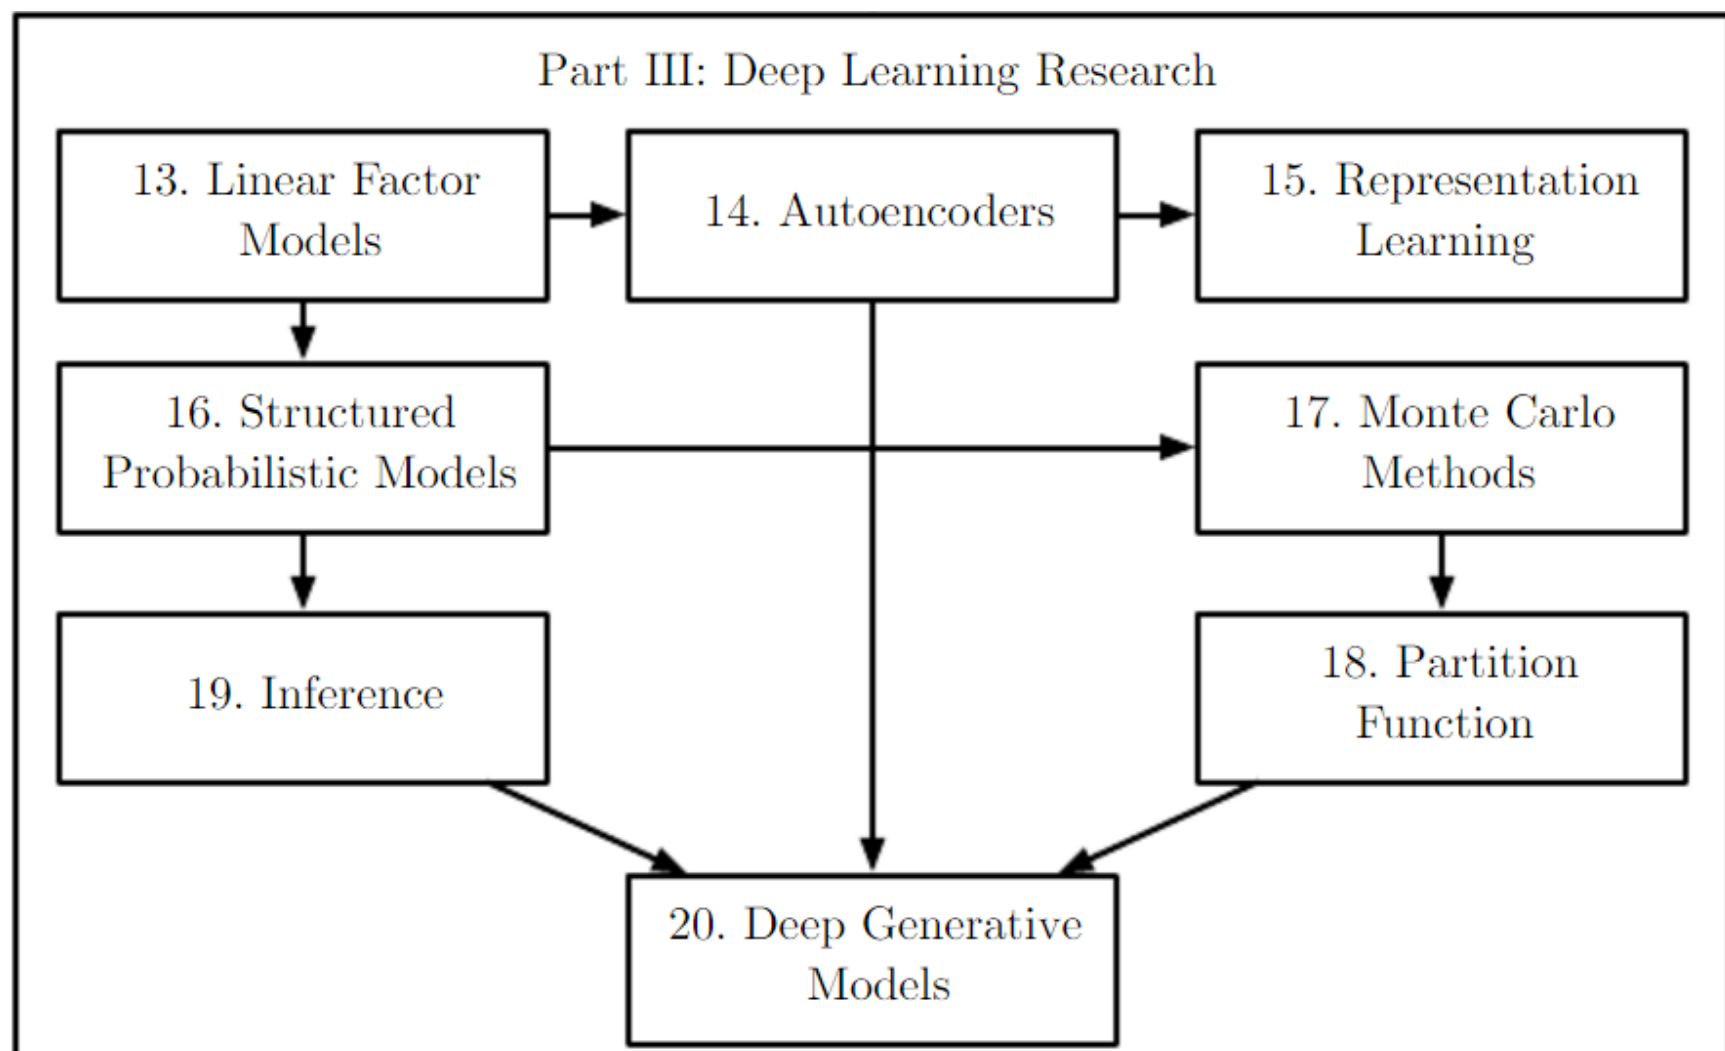 Part III: Deep Learning Research
13. Linear Factor
Models
14. Autoencoders
15. Representation
Learning
16. Structured
Probabilistic Models
17. Monte Carlo
Methods
19. Inference
18. Partition
Function
20. Deep Generative
Models